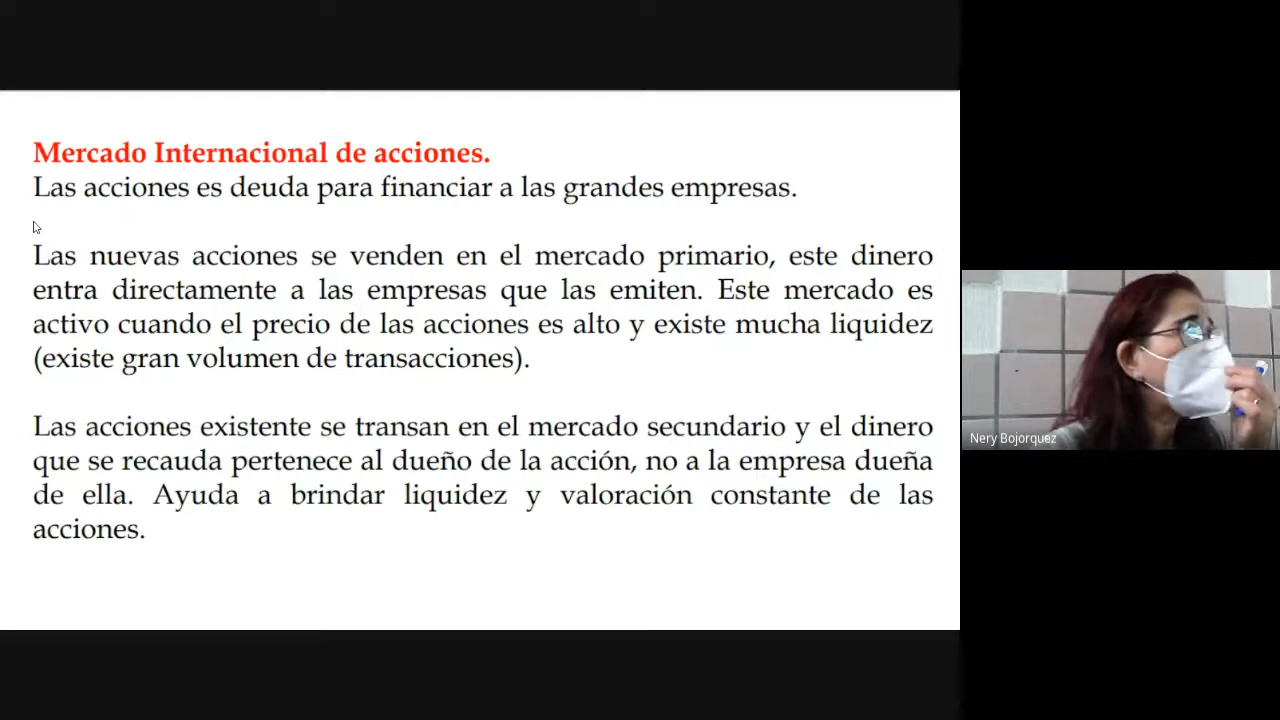 Mercado Internacional de acciones.
Las acciones es deuda para financiar a las grandes empresas.
Las nuevas acciones se venden en el mercado primario, este dinero
entra directamente a las empresas que las emiten. Este mercado es
activo cuando el precio de las acciones es alto y existe mucha liquidez
(existe gran volumen de transacciones).
Las acciones existente se transan en el mercado secundario y el dinero
que se recauda pertenece al dueño de la acción, no a la empresa dueña
de ella. Ayuda a brindar liquidez y valoración constante de las
acciones.
Nery Bojorquez